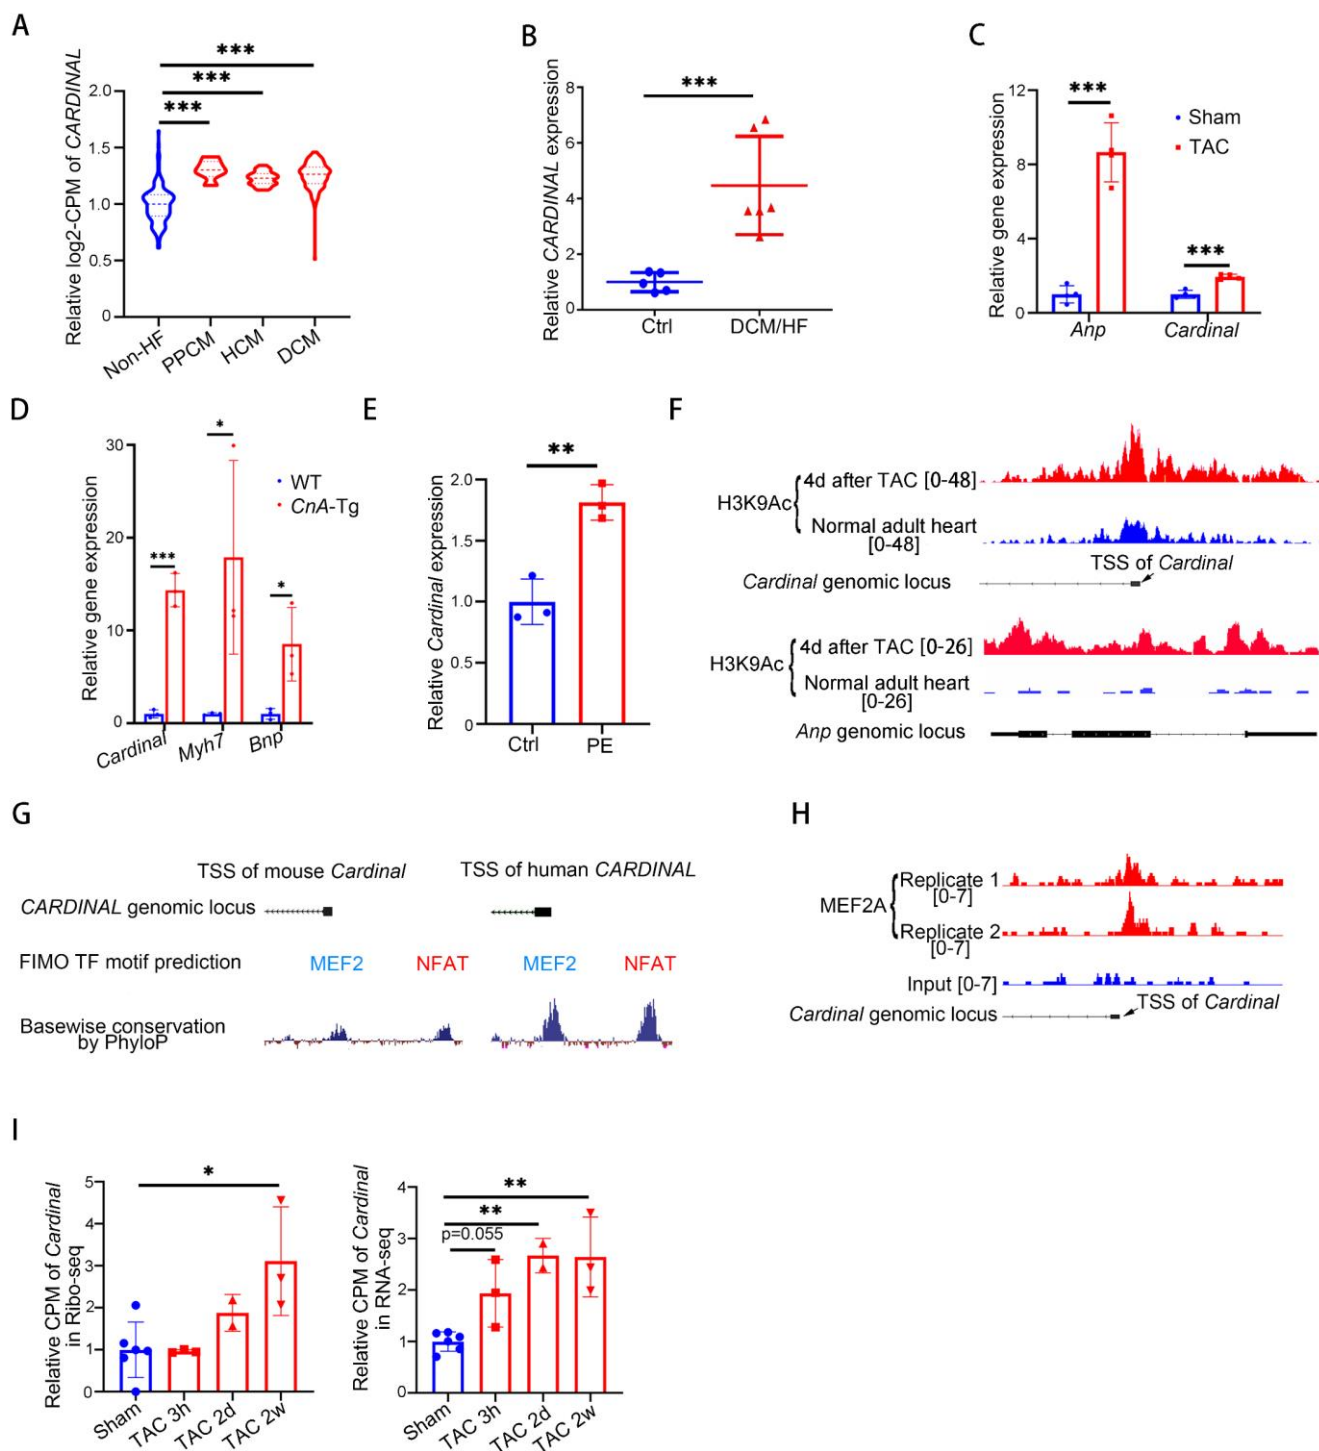 A
Relative log2-CPM of CARDINAL
2.0
1.5
1.0
0.5
0
***
***
***
Non-HF
PPCM
HCM
DCM
B
Relative CARDINAL expression
8
6
4
2
0
***
Ctrl
DCM/HF
C
Relative gene expression
12
8
4
0
***
***
Sham
TAC
Anp
Cardinal
D
Relative gene expression
30
20
10
0
***
*
*
WT
CnA-Tg
Cardinal
Myh7
Bnp
E
Relative Cardinal expression
2.0
1.5
1.0
0.5
0
**
Ctrl
PE
F
H3K9Ac
4d after TAC [0-48]
Normal adult heart
[0-48]
TSS of Cardinal
Cardinal genomic locus
H3K9Ac
4d after TAC [0-26]
Normal adult heart
[0-26]
Anp genomic locus
G
TSS of mouse Cardinal
TSS of human CARDINAL
CARDINAL genomic locus
FIMO TF motif prediction
MEF2
NFAT
MEF2
NFAT
Basewise conservation
by PhyloP
H
MEF2A
Replicate 1
[0-7]
Replicate 2
[0-7]
Input [0-7]
TSS of Cardinal
Cardinal genomic locus
I
Relative CPM of Cardinal
in Ribo-seq
5
4
3
2
1
0
*
Sham
TAC 3h
TAC 2d
TAC 2w
Relative CPM of Cardinal
in RNA-seq
4
3
2
1
0
**
**
p=0.055
Sham
TAC 3h
TAC 2d
TAC 2w